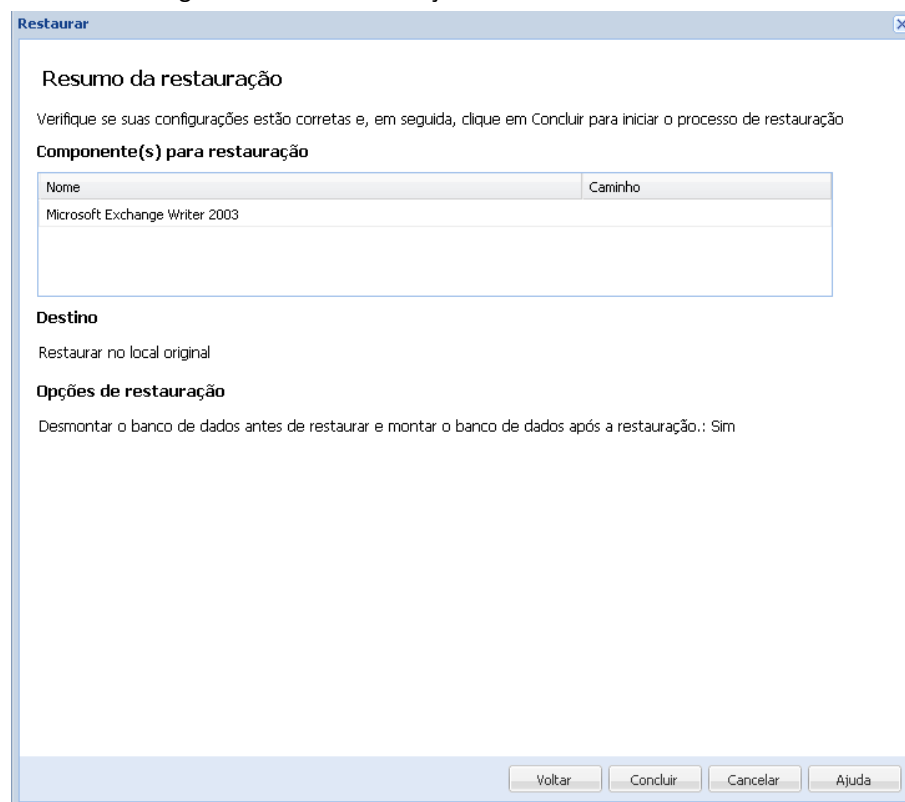 Restaurar
Resumo da restauração
Verifique se suas configurações estão corretas e, em seguida, clique em Concluir para iniciar o processo de restauração
Componente(s) para restauração
Nome Caminho
Microsoft Exchange Writer 2003
Destino
Restaurar no local original
Opções de restauração
Desmontar o banco de dados antes de restaurar e montar o banco de dados após a restauração.: Sim
Voltar Concluir Cancelar Ajuda